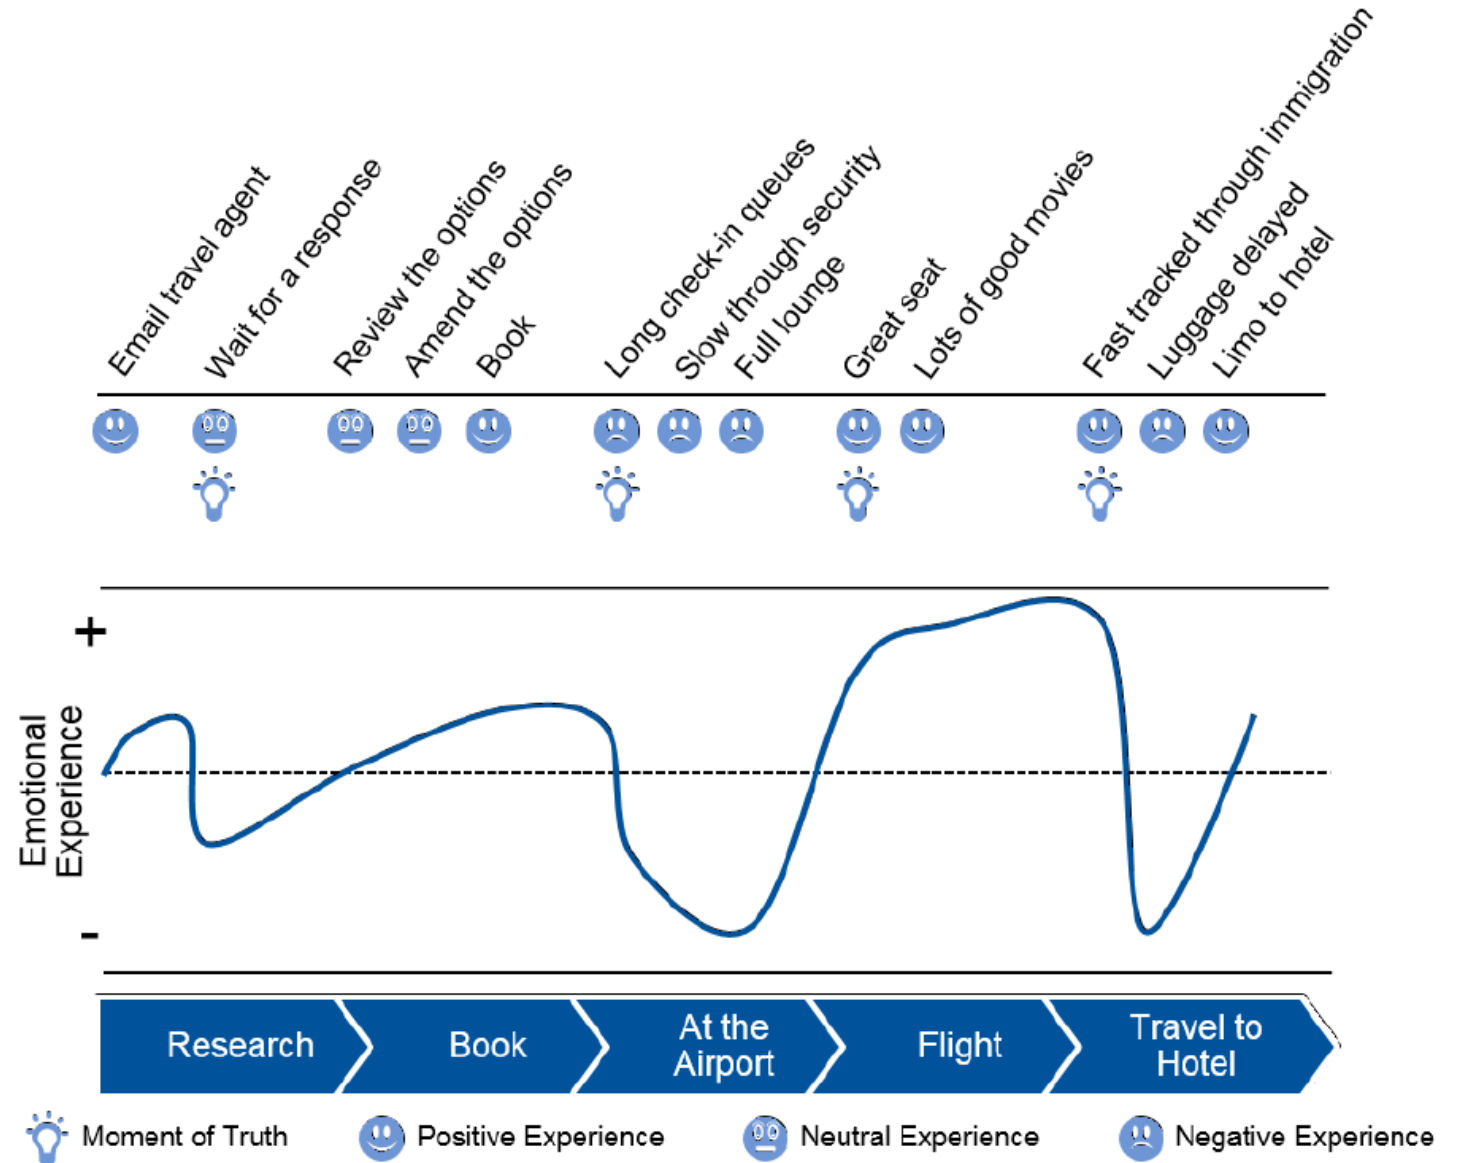 Email travel agent
Wait for a response
Review the options
Amend the options
Book
Long check-in queues
Slow through security
Full lounge
Great seat
Lots of good movies
Fast tracked through immigration
Luggage delayed
Limo to hotel
+
Emotional
Experience
-
Research
Book
At the
Airport
Flight
Travel to
Hotel
Moment of Truth
Positive Experience
Neutral Experience
Negative Experience